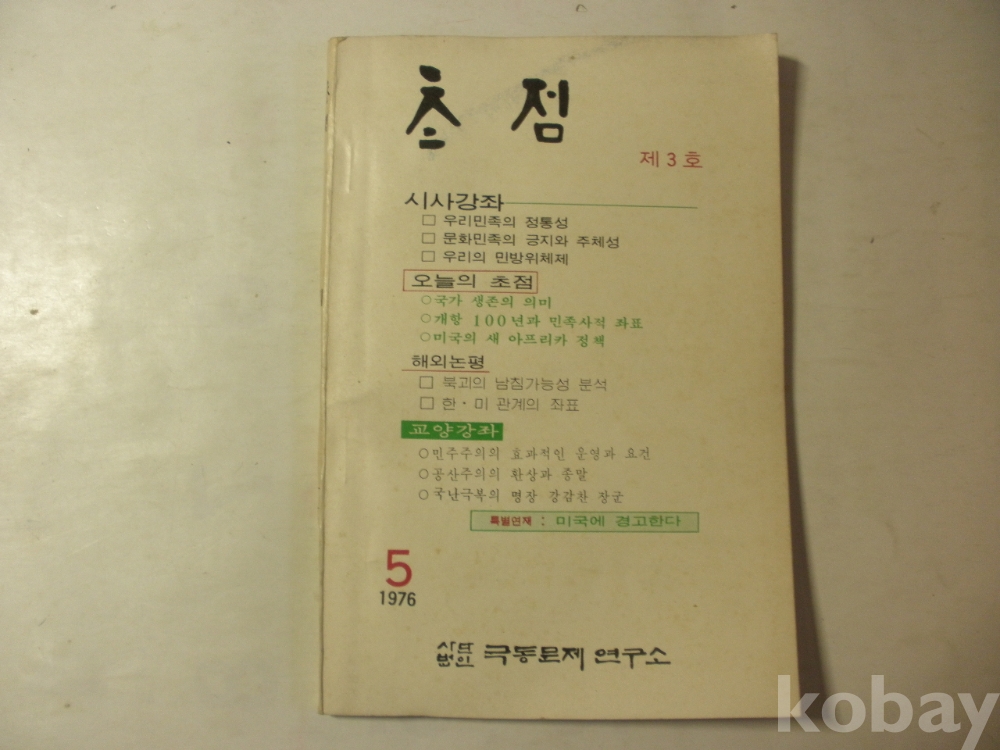 초점
제3호
시사강좌
□ 우리민족의 정통성
□ 문화민족의 긍지와 주체성
□ 우리의 민방위체제
오늘의 초점
○국가 생존의 의미
○개항 100년과 민족사적 좌표
○미국의 새 아프리카 정책
해외논평
□ 북괴의 남침가능성 분석
□ 한・미 관계의 좌표
교양강좌
○민주주의의 효과적인 운영과 요건
○공산주의의 환상과 종말
○국난극복의 명장 강감찬 장군
특별연재 : 미국에 경고한다
5
1976
사단법인 극동문제 연구소
kobay